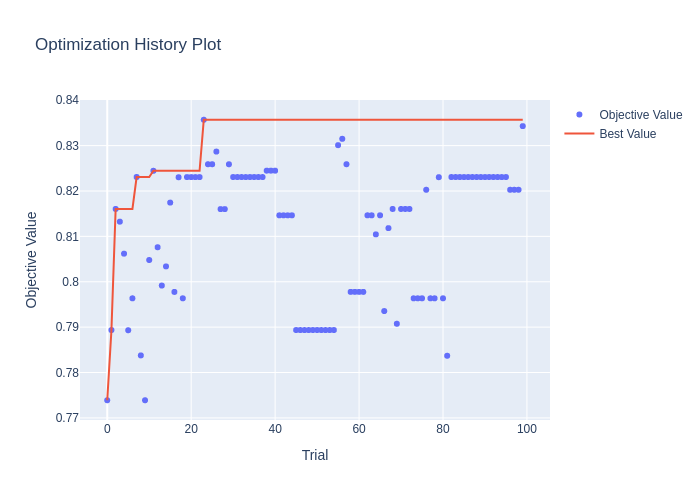 Optimization History Plot
Objective Value
Best Value
0.84
0.83
0.82
0.81
0.8
0.79
0.78
0.77
Objective Value
0
20
40
60
80
100
Trial